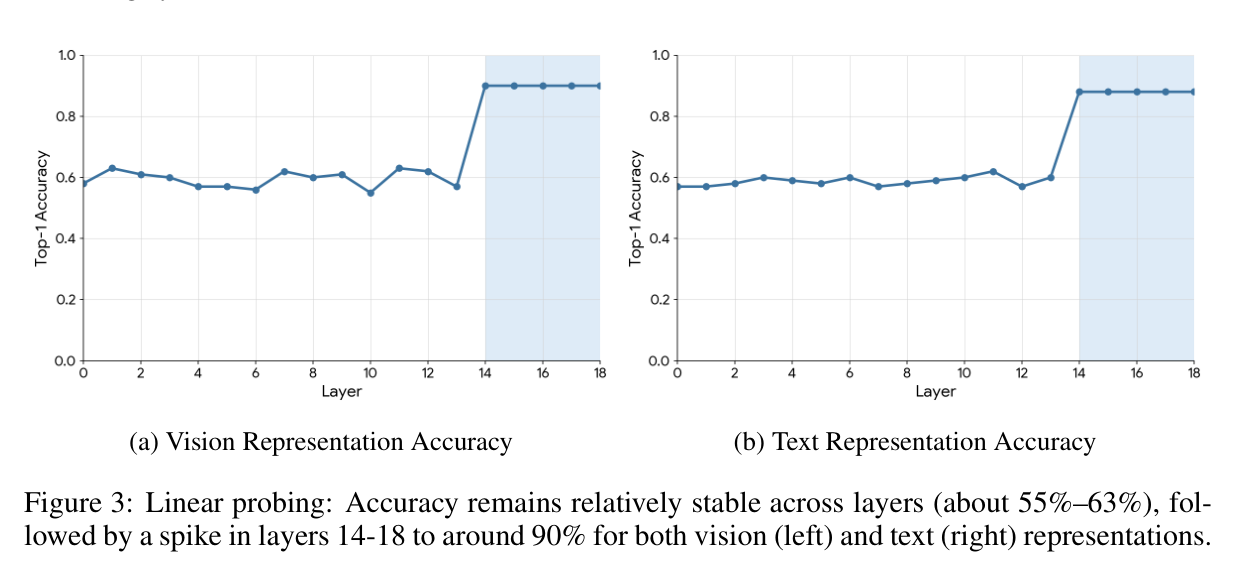 1.0
0.8
0.6
0.4
0.2
0.0
Top-1 Accuracy
0 2 4 6 8 10 12 14 16 18
Layer
(a) Vision Representation Accuracy
1.0
0.8
0.6
0.4
0.2
0.0
Top-1 Accuracy
0 2 4 6 8 10 12 14 16 18
Layer
(b) Text Representation Accuracy
Figure 3: Linear probing: Accuracy remains relatively stable across layers (about 55%–63%), fol-
lowed by a spike in layers 14-18 to around 90% for both vision (left) and text (right) representations.